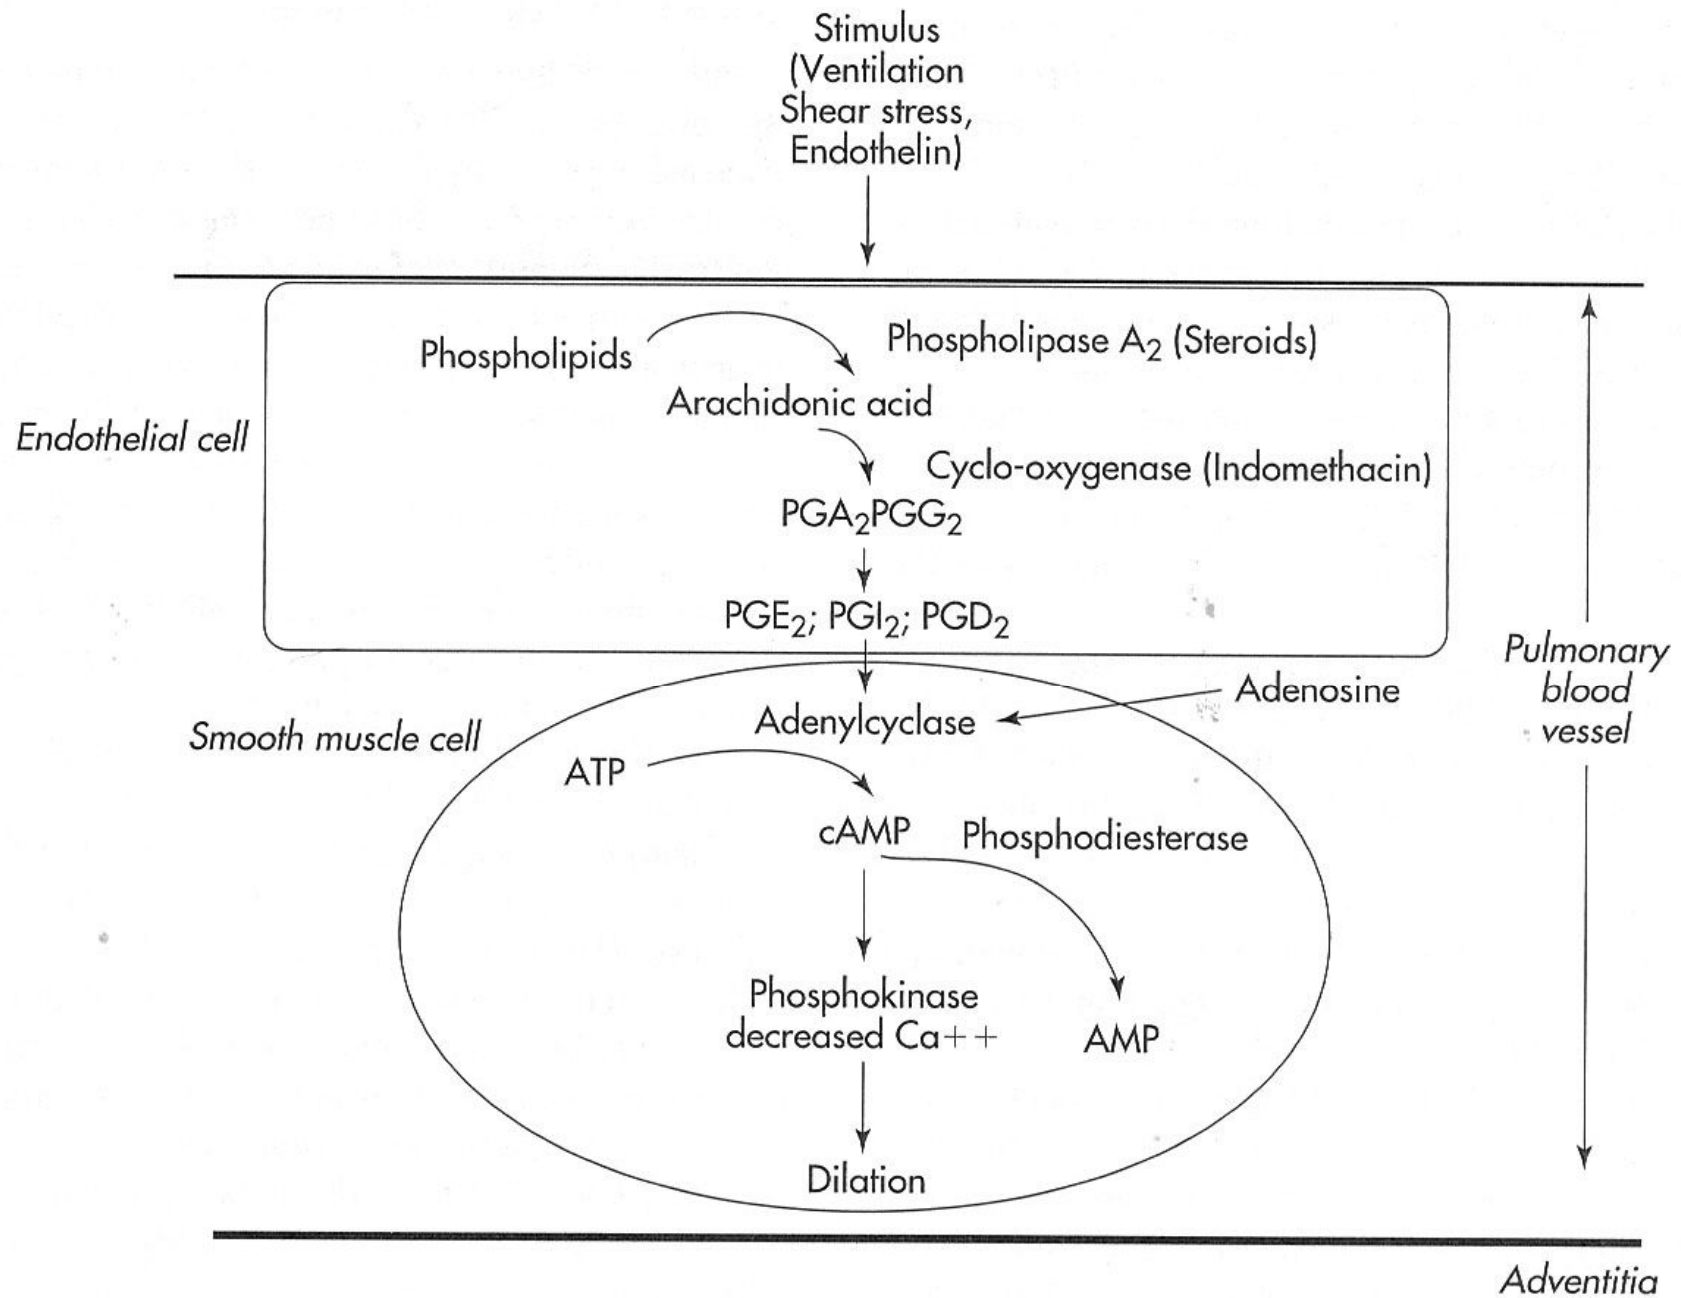 Stimulus
(Ventilation
Shear stress,
Endothelin)
Phospholipids
Phospholipase A₂ (Steroids)
Arachidonic acid
Endothelial cell
Cyclo-oxygenase (Indomethacin)
PGA₂PGG₂
PGE₂; PGI₂; PGD₂
Pulmonary
blood
vessel
Adenosine
Adenylcyclase
Smooth muscle cell
ATP
cAMP
Phosphodiesterase
Phosphokinase
decreased Ca++
AMP
Dilation
Adventitia